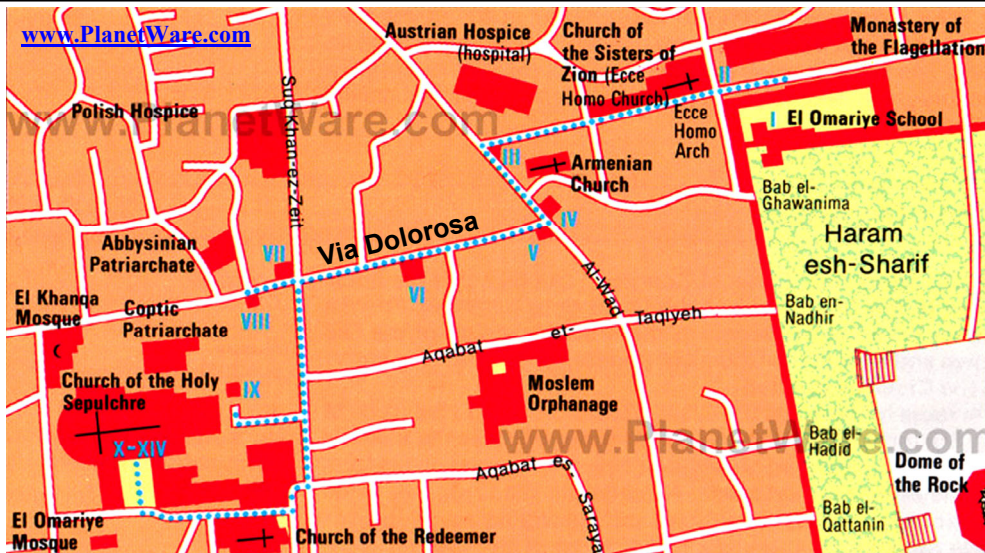 www.PlanetWare.com
Austrian Hospice
(hospital)
Church of
the Sisters of
Zion (Ecce
Homo Church)
Monastery of
the Flagellation
II
Polish Hospice
www.PlanetWare.com
Suq Khan-ez-Zeit
Ecce
Homo
Arch
I
El Omariye School
III
Armenian
Church
Bab el-
Ghawanima
IV
Haram
esh-Sharif
Via Dolorosa
V
Abbysinian
Patriarchate
VII
VI
Al-Wad
El Khanqa
Mosque
Coptic
Patriarchate
VIII
Bab en-
Nadhir
Aqabat et- Taqiyeh
Church of the Holy
Sepulchre
IX
Moslem
Orphanage
X-XIV
www.PlanetWare.com
Bab el-
Hadid
Dome of
the Rock
Aqabat es-
Saraya
Bab el-
Qattanin
El Omariye
Mosque
Church of the Redeemer